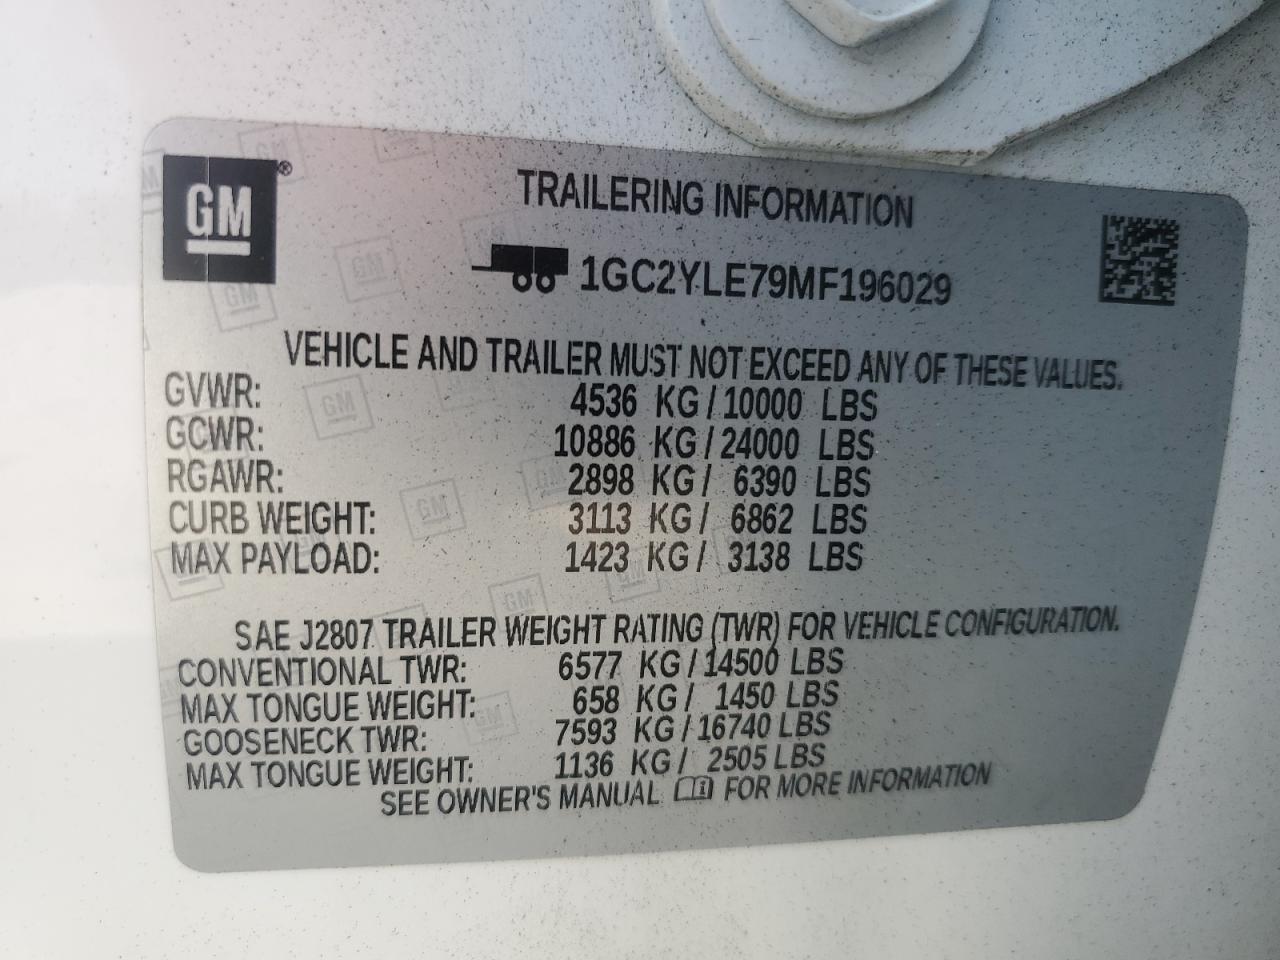 GM®
TRAILERING INFORMATION
1GC2YLE79MF196029
VEHICLE AND TRAILER MUST NOT EXCEED ANY OF THESE VALUES.
GVWR: 4536 KG / 10000 LBS
GCWR: 10886 KG / 24000 LBS
RGAWR: 2898 KG / 6390 LBS
CURB WEIGHT: 3113 KG / 6862 LBS
MAX PAYLOAD: 1423 KG / 3138 LBS
SAE J2807 TRAILER WEIGHT RATING (TWR) FOR VEHICLE CONFIGURATION.
CONVENTIONAL TWR: 6577 KG / 14500 LBS
MAX TONGUE WEIGHT: 658 KG / 1450 LBS
GOOSENECK TWR: 7593 KG / 16740 LBS
MAX TONGUE WEIGHT: 1136 KG / 2505 LBS
SEE OWNER'S MANUAL FOR MORE INFORMATION